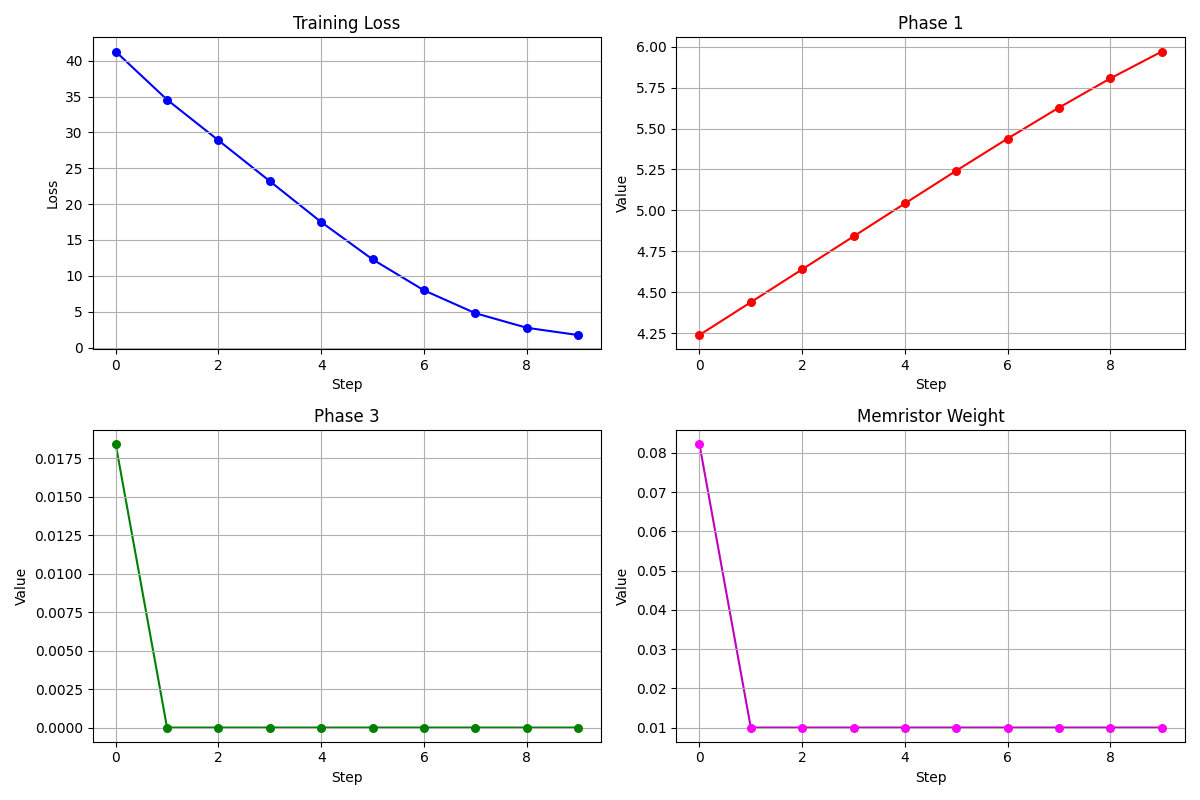 Training Loss
Loss
40
35
30
25
20
15
10
5
0
0 2 4 6 8
Step
Phase 1
Value
6.00
5.75
5.50
5.25
5.00
4.75
4.50
4.25
0 2 4 6 8
Step
Phase 3
Value
0.0175
0.0150
0.0125
0.0100
0.0075
0.0050
0.0025
0.0000
0 2 4 6 8
Step
Memristor Weight
Value
0.08
0.07
0.06
0.05
0.04
0.03
0.02
0.01
0 2 4 6 8
Step